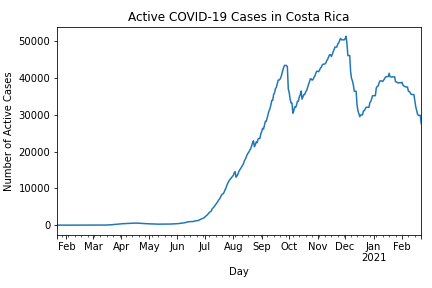 Active COVID-19 Cases in Costa Rica
Number of Active Cases
50000
40000
30000
20000
10000
0
Feb Mar Apr May Jun Jul Aug Sep Oct Nov Dec Jan Feb
2021
Day